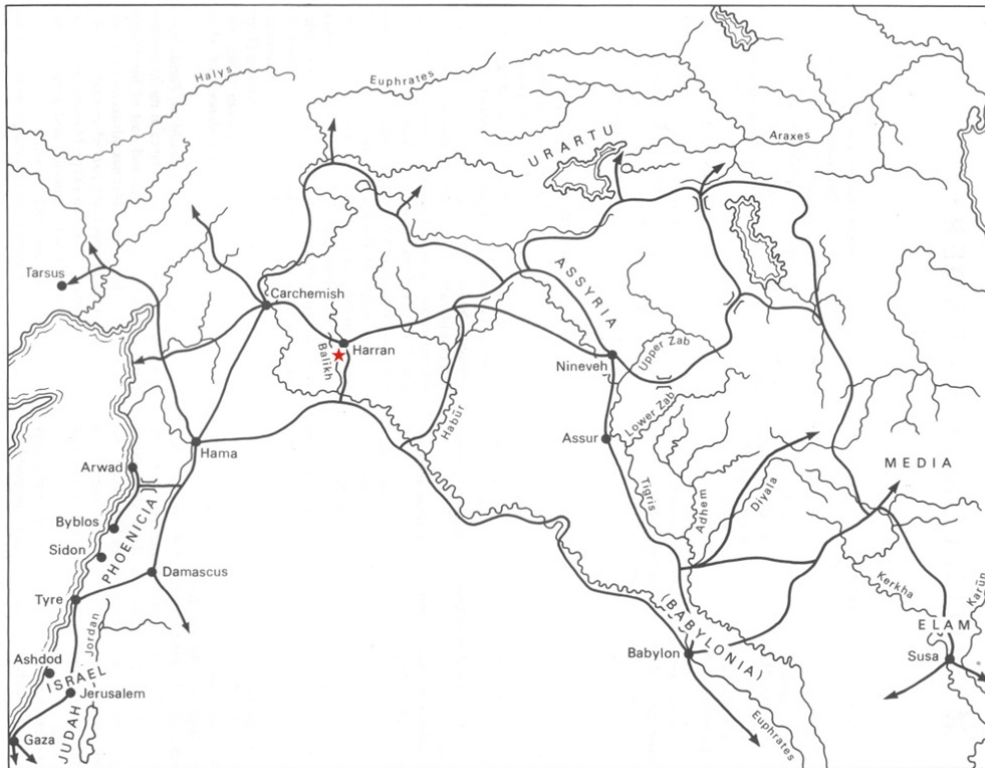 Halys
Euphrates
Araxes
URARTU
Tarsus
ASSYRIA
Carchemish
Harran
Balikh
Nineveh
Upper Zab
Habūr
Lower Zab
Assur
Hama
Arwad
MEDIA
Tigris
Adhem
Diyala
Byblos
PHOENICIA
Sidon
Damascus
Kerkha
Karūn
Tyre
Jordan
(BABYLONIA)
ELAM
Babylon
Susa
Ashdod
ISRAEL
Jerusalem
JUDAH
Gaza
Euphrates